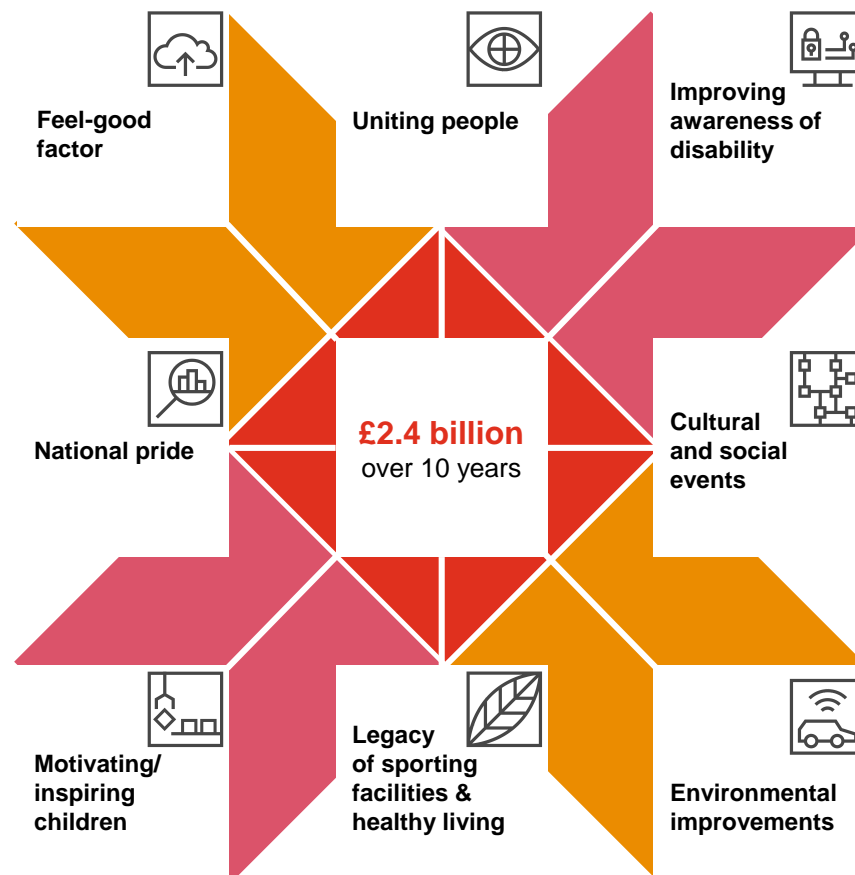 Feel-good
factor
Uniting people
Improving
awareness of
disability
National pride
£2.4 billion
over 10 years
Cultural
and social
events
Motivating/
inspiring
children
Legacy
of sporting
facilities &
healthy living
Environmental
improvements